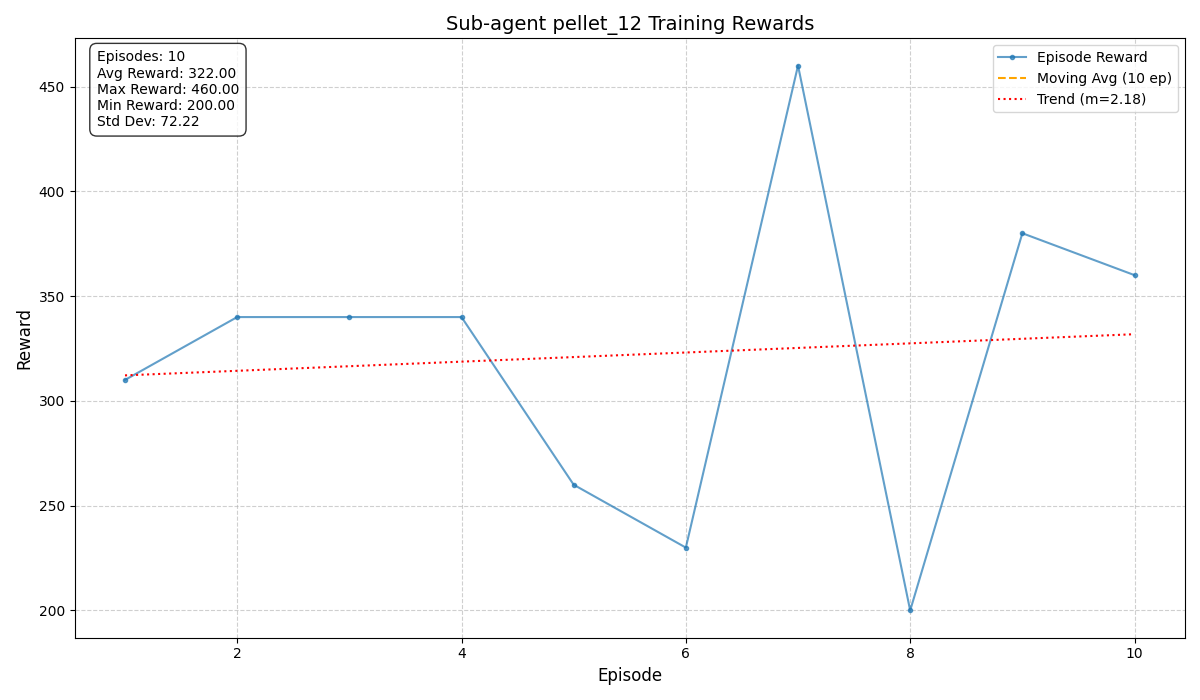 Sub-agent pellet_12 Training Rewards
Episodes: 10
Avg Reward: 322.00
Max Reward: 460.00
Min Reward: 200.00
Std Dev: 72.22
Episode Reward
Moving Avg (10 ep)
Trend (m=2.18)
450
400
350
300
250
200
Reward
2
4
6
8
10
Episode